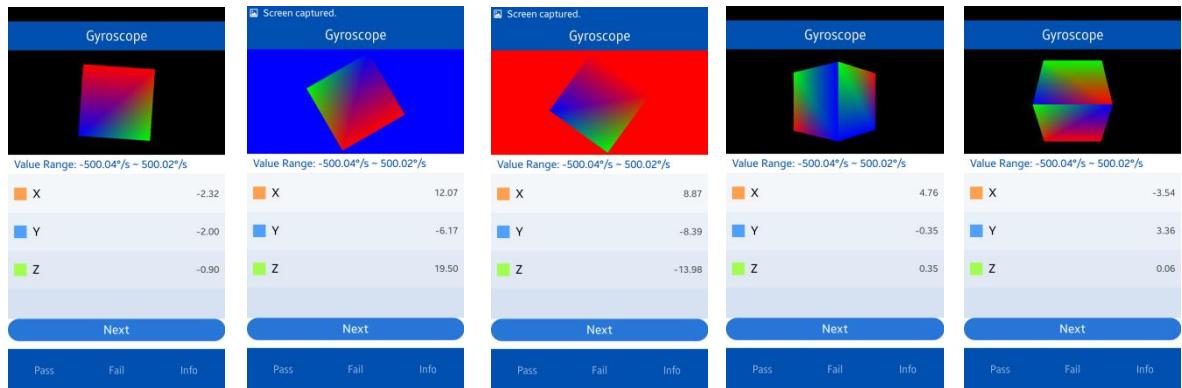 Gyroscope
Value Range: -500.04°/s ~ 500.02°/s
X -2.32
Y -2.00
Z -0.90
Next
Pass Fail Info
Screen captured.
Gyroscope
Value Range: -500.04°/s ~ 500.02°/s
X 12.07
Y -6.17
Z 19.50
Next
Pass Fail Info
Screen captured.
Gyroscope
Value Range: -500.04°/s ~ 500.02°/s
X 8.87
Y -8.39
Z -13.98
Next
Pass Fail Info
Gyroscope
Value Range: -500.04°/s ~ 500.02°/s
X 4.76
Y -0.35
Z 0.35
Next
Pass Fail Info
Gyroscope
Value Range: -500.04°/s ~ 500.02°/s
X -3.54
Y 3.36
Z 0.06
Next
Pass Fail Info